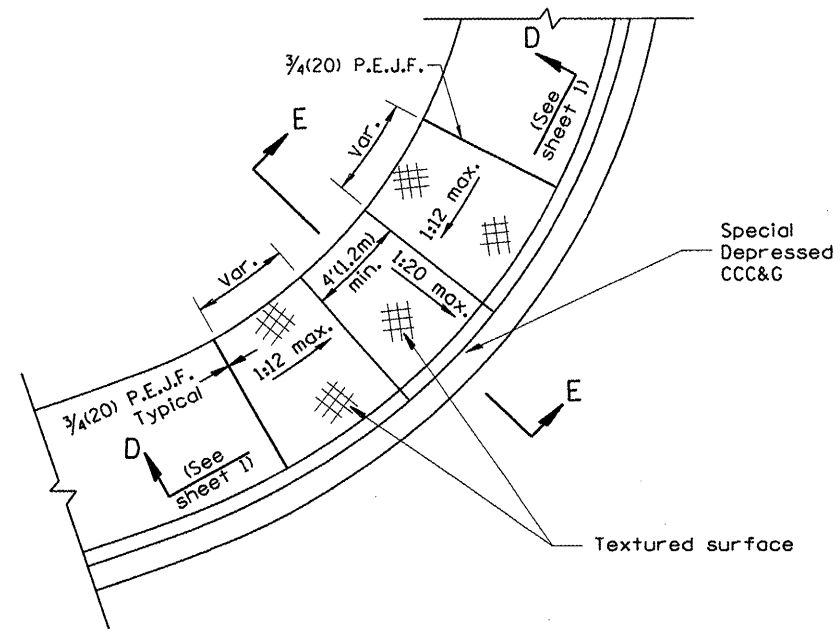 D
¾(20) P.E.J.F.
(See
sheet 1)
E
Var.
1:12 max.
Special
Depressed
CCC&G
4'(1.2m)
min.
1:20 max.
Var.
1:12 max.
¾(20) P.E.J.F.
Typical
E
D
(See
sheet 1)
Textured surface